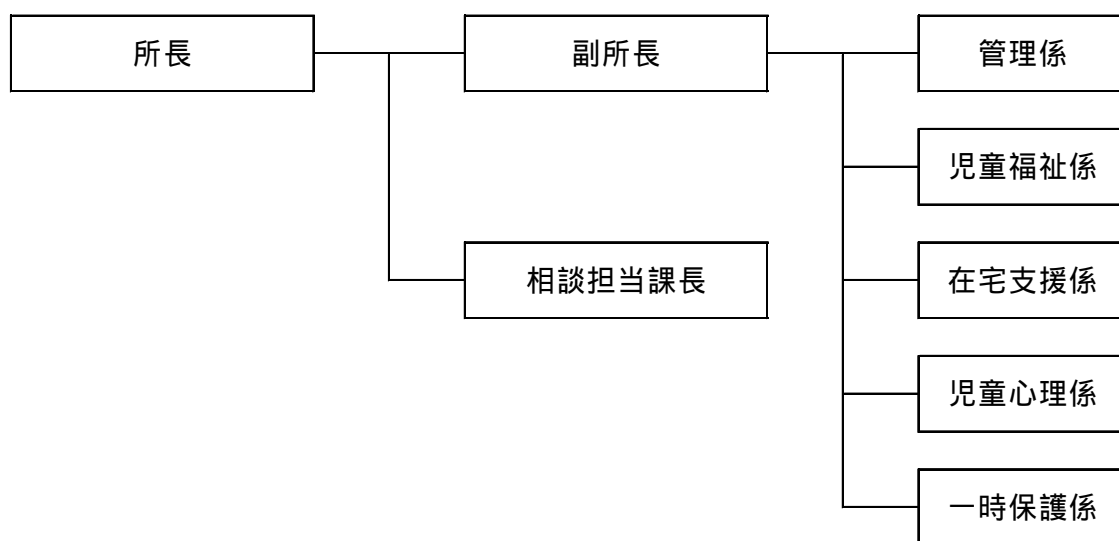 所長
副所長
管理係
児童福祉係
相談担当課長
在宅支援係
児童心理係
一時保護係